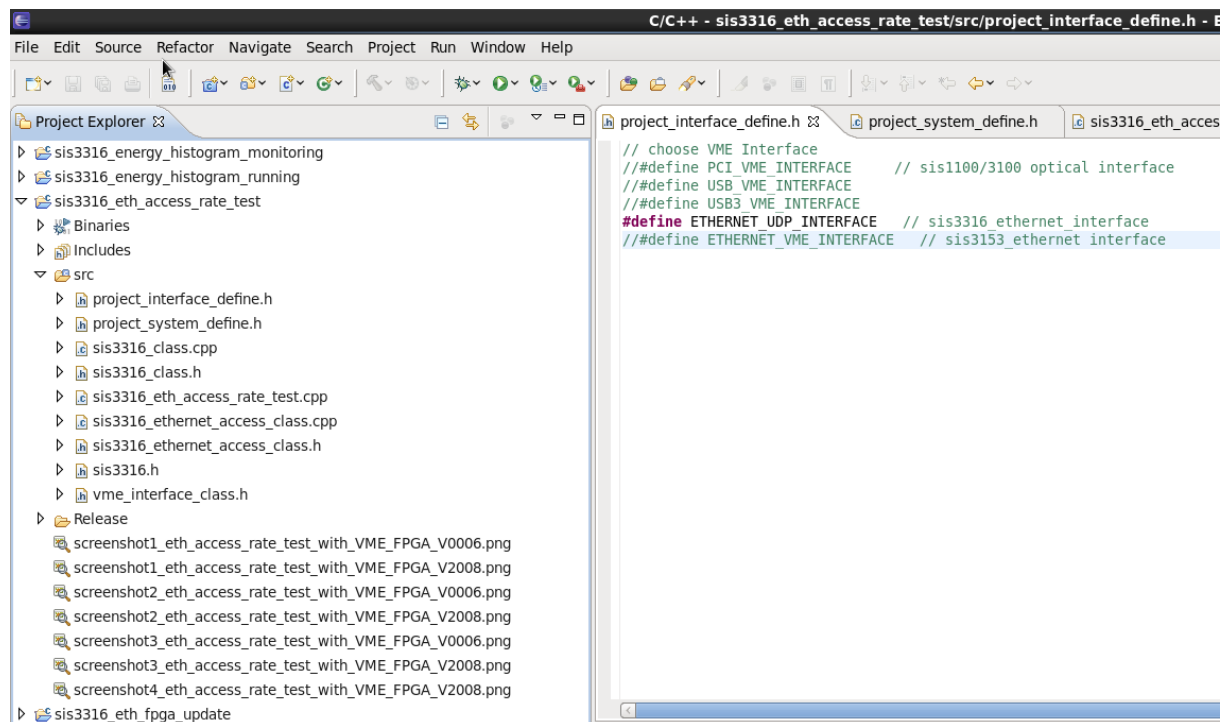 C/C++ - sis3316_eth_access_rate_test/src/project_interface_define.h - E
File Edit Source Refactor Navigate Search Project Run Window Help
Project Explorer
sis3316_energy_histogram_monitoring
sis3316_energy_histogram_running
sis3316_eth_access_rate_test
Binaries
Includes
src
project_interface_define.h
project_system_define.h
sis3316_class.cpp
sis3316_class.h
sis3316_eth_access_rate_test.cpp
sis3316_ethernet_access_class.cpp
sis3316_ethernet_access_class.h
sis3316.h
vme_interface_class.h
Release
screenshot1_eth_access_rate_test_with_VME_FPGA_V0006.png
screenshot1_eth_access_rate_test_with_VME_FPGA_V2008.png
screenshot2_eth_access_rate_test_with_VME_FPGA_V0006.png
screenshot2_eth_access_rate_test_with_VME_FPGA_V2008.png
screenshot3_eth_access_rate_test_with_VME_FPGA_V0006.png
screenshot3_eth_access_rate_test_with_VME_FPGA_V2008.png
screenshot4_eth_access_rate_test_with_VME_FPGA_V2008.png
sis3316_eth_fpga_update
project_interface_define.h project_system_define.h sis3316_eth_acces
// choose VME Interface
//#define PCI_VME_INTERFACE // sis1100/3100 optical interface
//#define USB_VME_INTERFACE
//#define USB3_VME_INTERFACE
#define ETHERNET_UDP_INTERFACE // sis3316_ethernet_interface
//#define ETHERNET_VME_INTERFACE // sis3153_ethernet interface